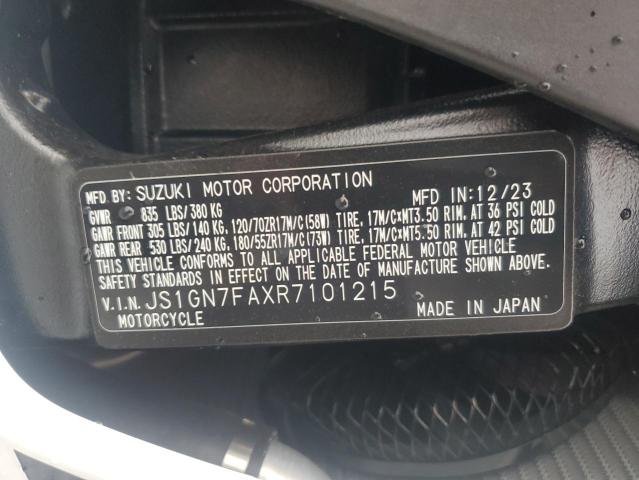 MFD BY: SUZUKI MOTOR CORPORATION MFD IN: 12/23
GVWR 835 LBS/380 KG
GAWR FRONT 305 LBS/140 KG, 120/70ZR17M/C(58W) TIRE, 17M/C×MT3.50 RIM, AT 36 PSI COLD
GAWR REAR 530 LBS/240 KG, 180/55ZR17M/C(73W) TIRE, 17M/C×MT5.50 RIM, AT 42 PSI COLD
THIS VEHICLE CONFORMS TO ALL APPLICABLE FEDERAL MOTOR VEHICLE
SAFETY STANDARDS IN EFFECT ON THE DATE OF MANUFACTURE SHOWN ABOVE.
V.I.N. JS1GN7FAXR7101215
MOTORCYCLE MADE IN JAPAN